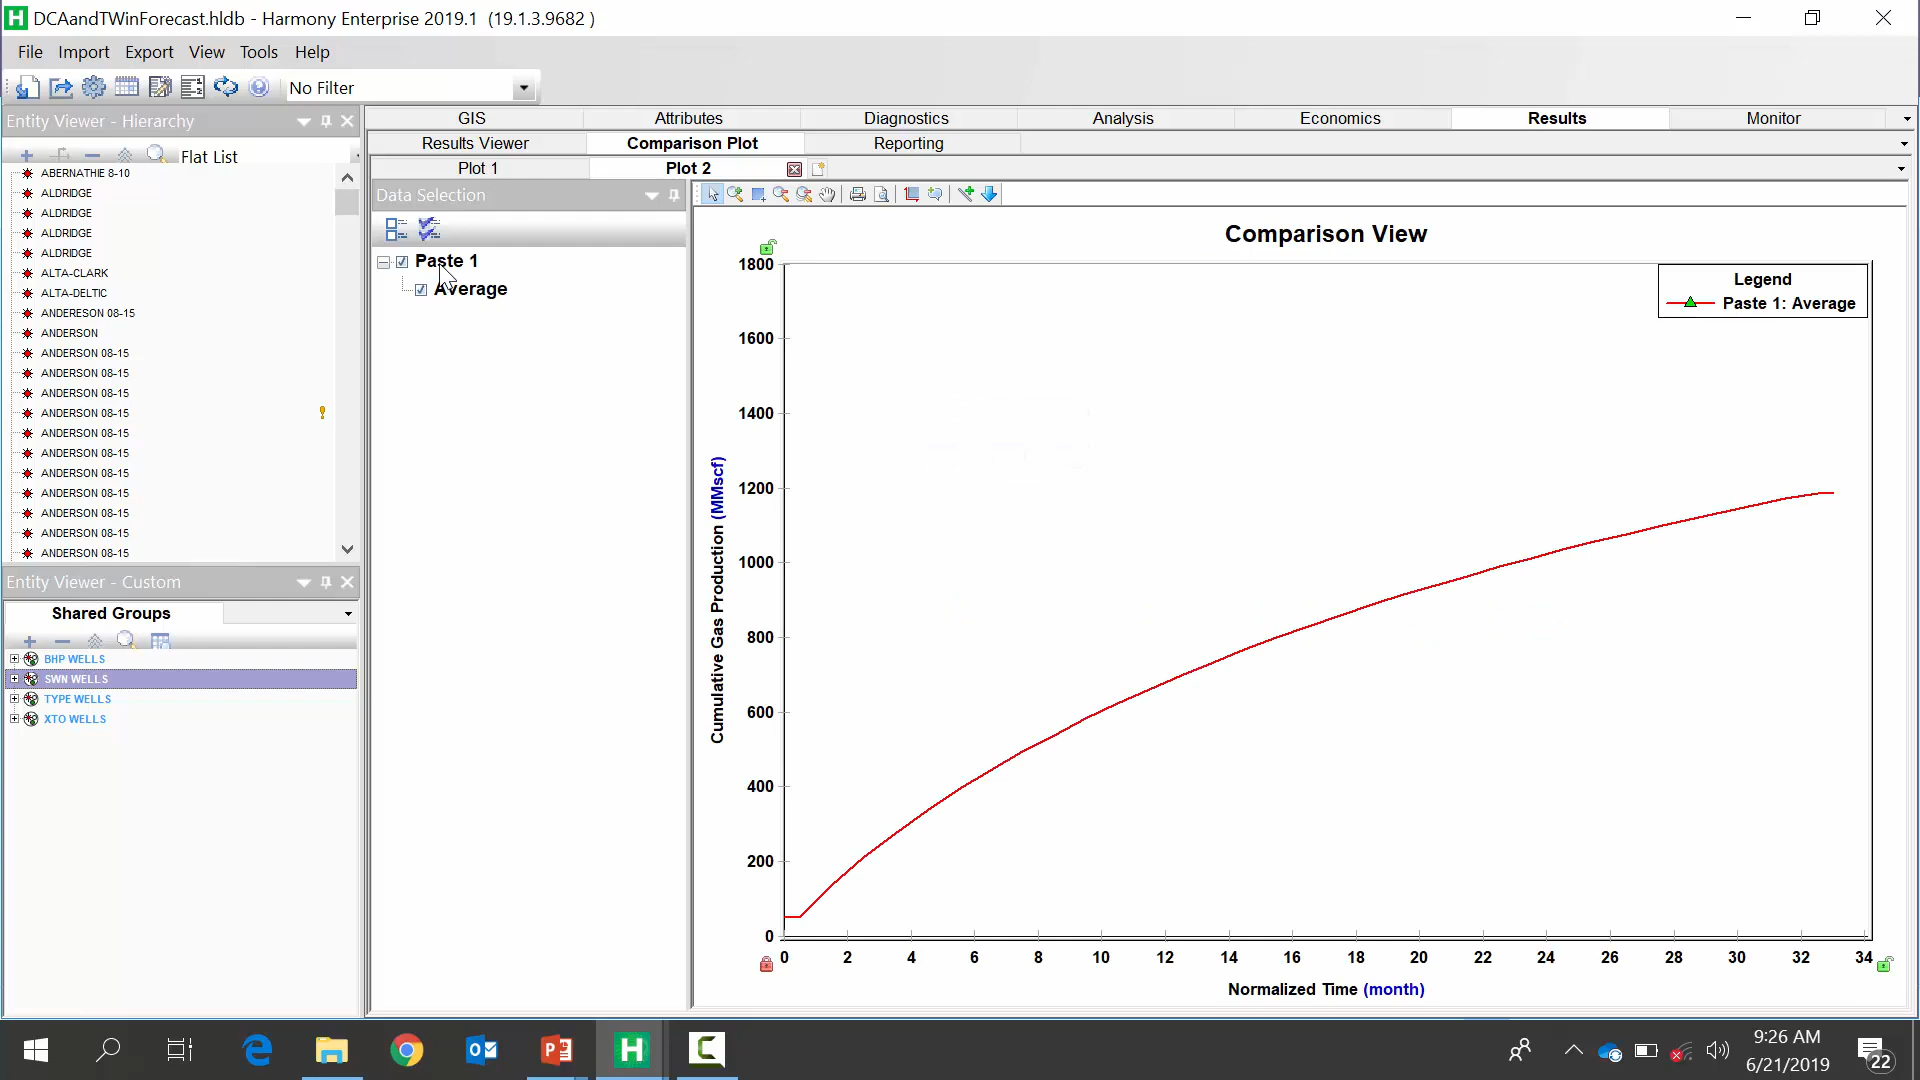 DCAandTWinForecast.hldb - Harmony Enterprise 2019.1 (19.1.3.9682 )
File Import Export View Tools Help
No Filter
Entity Viewer - Hierarchy
Flat List
ABERNATHIE 8-10
ALDRIDGE
ALDRIDGE
ALDRIDGE
ALDRIDGE
ALTA-CLARK
ALTA-DELTIC
ANDERESON 08-15
ANDERSON
ANDERSON 08-15
ANDERSON 08-15
ANDERSON 08-15
ANDERSON 08-15
ANDERSON 08-15
ANDERSON 08-15
ANDERSON 08-15
ANDERSON 08-15
ANDERSON 08-15
ANDERSON 08-15
ANDERSON 08-15
Entity Viewer - Custom
Shared Groups
BHP WELLS
SWN WELLS
TYPE WELLS
XTO WELLS
GIS Attributes Diagnostics Analysis Economics Results Monitor
Results Viewer Comparison Plot Reporting
Plot 1 Plot 2
Data Selection
Paste 1
Average
Comparison View
Legend
Paste 1: Average
Cumulative Gas Production (MMscf)
1800
1600
1400
1200
1000
800
600
400
200
0
0 2 4 6 8 10 12 14 16 18 20 22 24 26 28 30 32 34
Normalized Time (month)
9:26 AM
6/21/2019
22